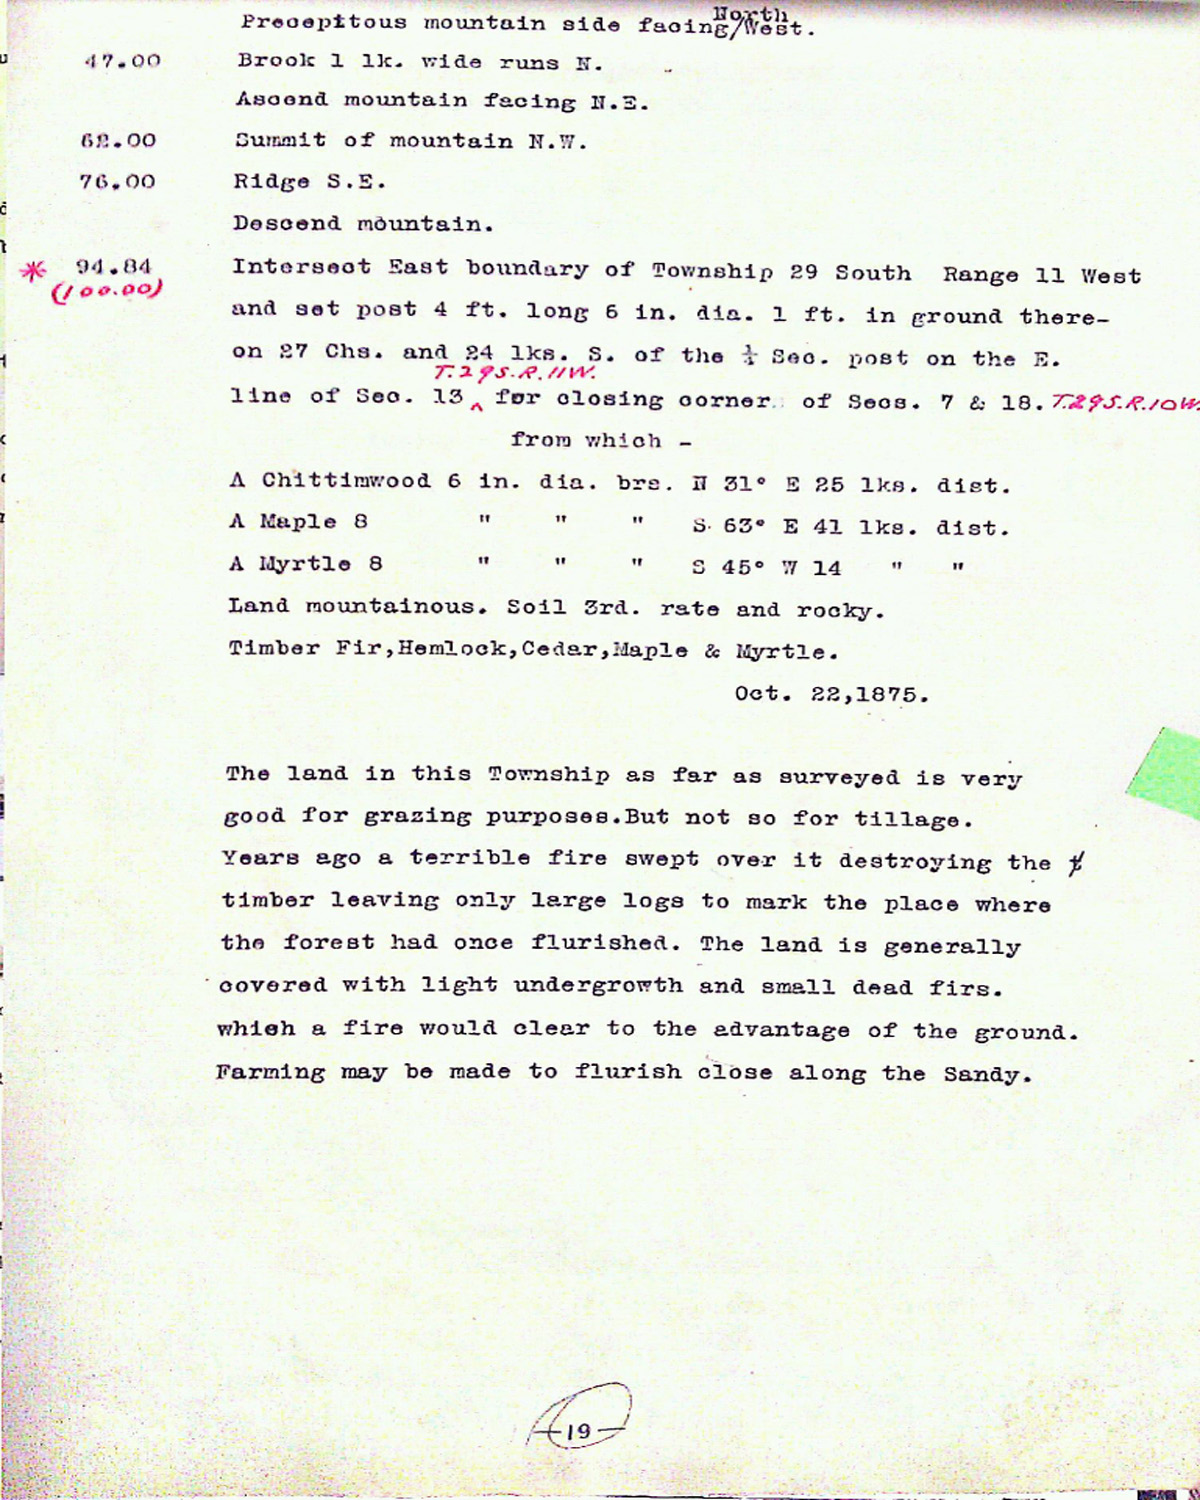 Precepitous mountain side facing/North West.
47.00 Brook 1 lk. wide runs N.
Ascend mountain facing N.E.
62.00 Summit of mountain N.W.
76.00 Ridge S.E.
Descend mountain.
* 94.84 Intersect East boundary of Township 29 South Range 11 West
(100.00)
and set post 4 ft. long 6 in. dia. 1 ft. in ground there-
on 27 Chs. and 24 lks. S. of the ¼ Sec. post on the E.
T.29S.R.11W.
line of Sec. 13 ^ for closing corner of Secs. 7 & 18. T.29S.R.10W.
from which -
A Chittimwood 6 in. dia. brs. N 31° E 25 lks. dist.
A Maple 8 " " " S 63° E 41 lks. dist.
A Myrtle 8 " " " S 45° W 14 " "
Land mountainous. Soil 3rd. rate and rocky.
Timber Fir,Hemlock,Cedar,Maple & Myrtle.
Oct. 22,1875.
The land in this Township as far as surveyed is very
good for grazing purposes.But not so for tillage.
Years ago a terrible fire swept over it destroying the
timber leaving only large logs to mark the place where
the forest had once flurished. The land is generally
covered with light undergrowth and small dead firs.
which a fire would clear to the advantage of the ground.
Farming may be made to flurish close along the Sandy.
-19-